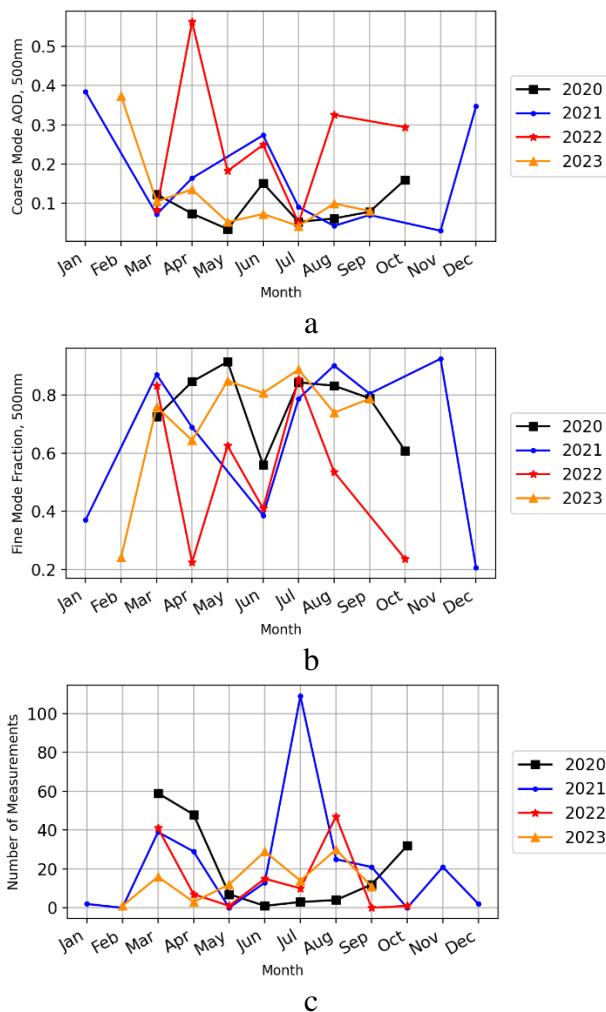 Coarse Mode AOD, 500nm
0.5
0.4
0.3
0.2
0.1
Jan Feb Mar Apr May Jun Jul Aug Sep Oct Nov Dec
Month
2020
2021
2022
2023
a
Fine Mode Fraction, 500nm
0.8
0.6
0.4
0.2
Jan Feb Mar Apr May Jun Jul Aug Sep Oct Nov Dec
Month
2020
2021
2022
2023
b
Number of Measurements
100
80
60
40
20
0
Jan Feb Mar Apr May Jun Jul Aug Sep Oct Nov Dec
Month
2020
2021
2022
2023
c